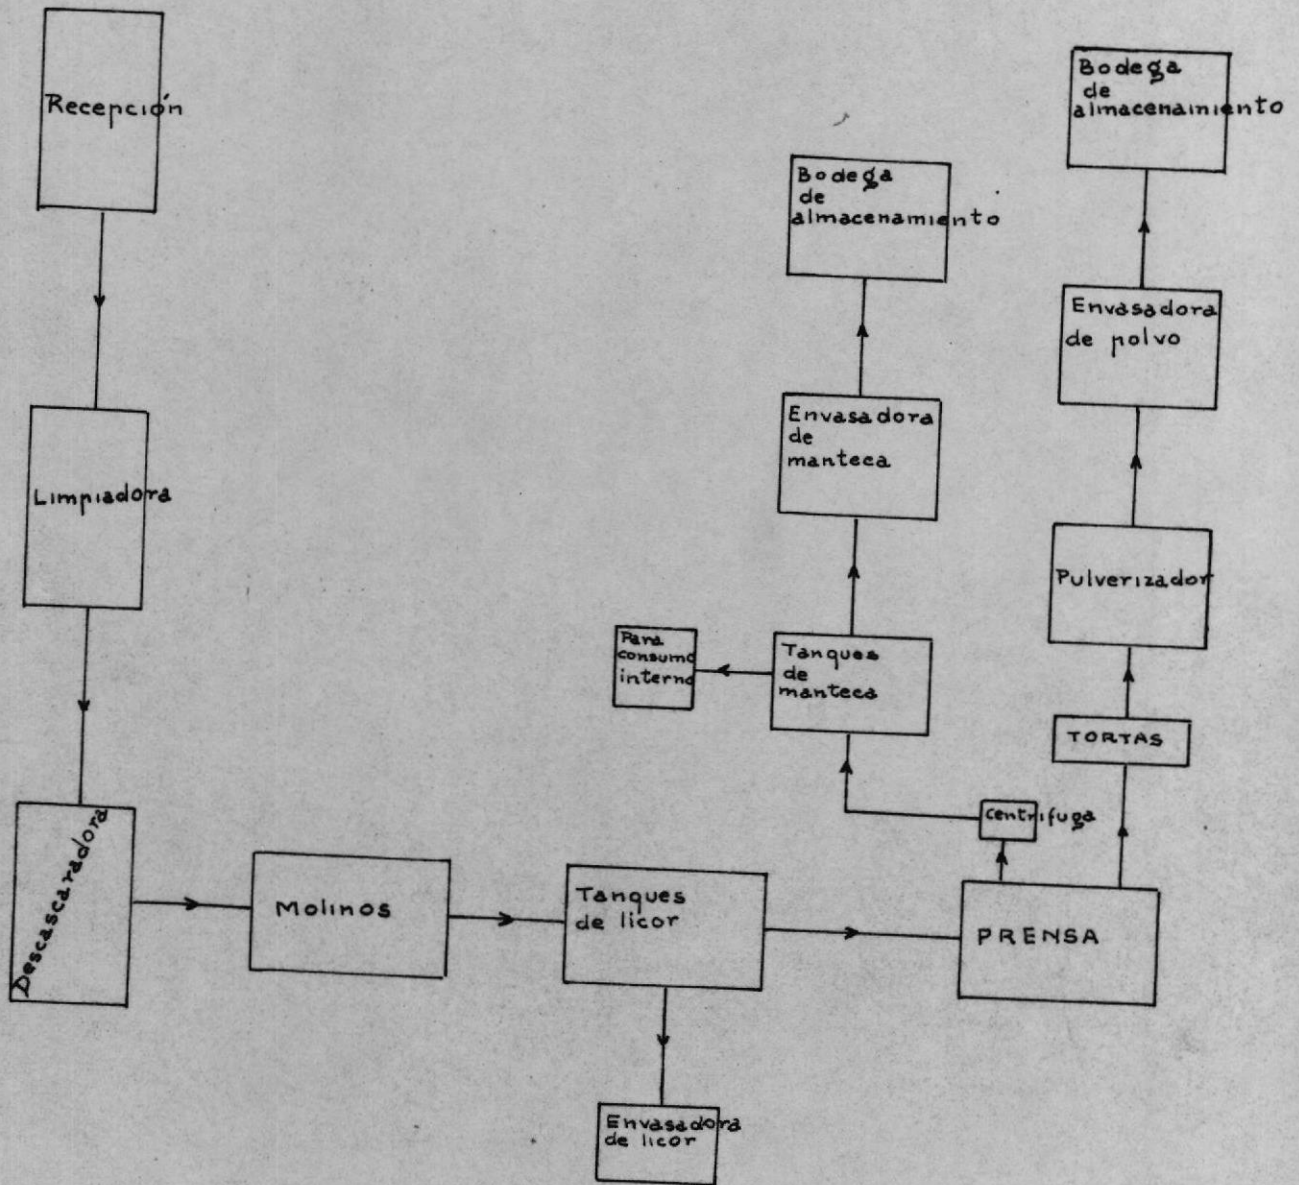 Recepción
Limpiadora
Descascaradora
MOLINOS
Tanques
de licor
Envasadora
de licor
PRENSA
Centrífuga
Tanques
de
manteca
Para
consumo
interno
Envasadora
de
manteca
Bodega
de
almacenamiento
TORTAS
Pulverizador
Envasadora
de polvo
Bodega
de
almacenamiento